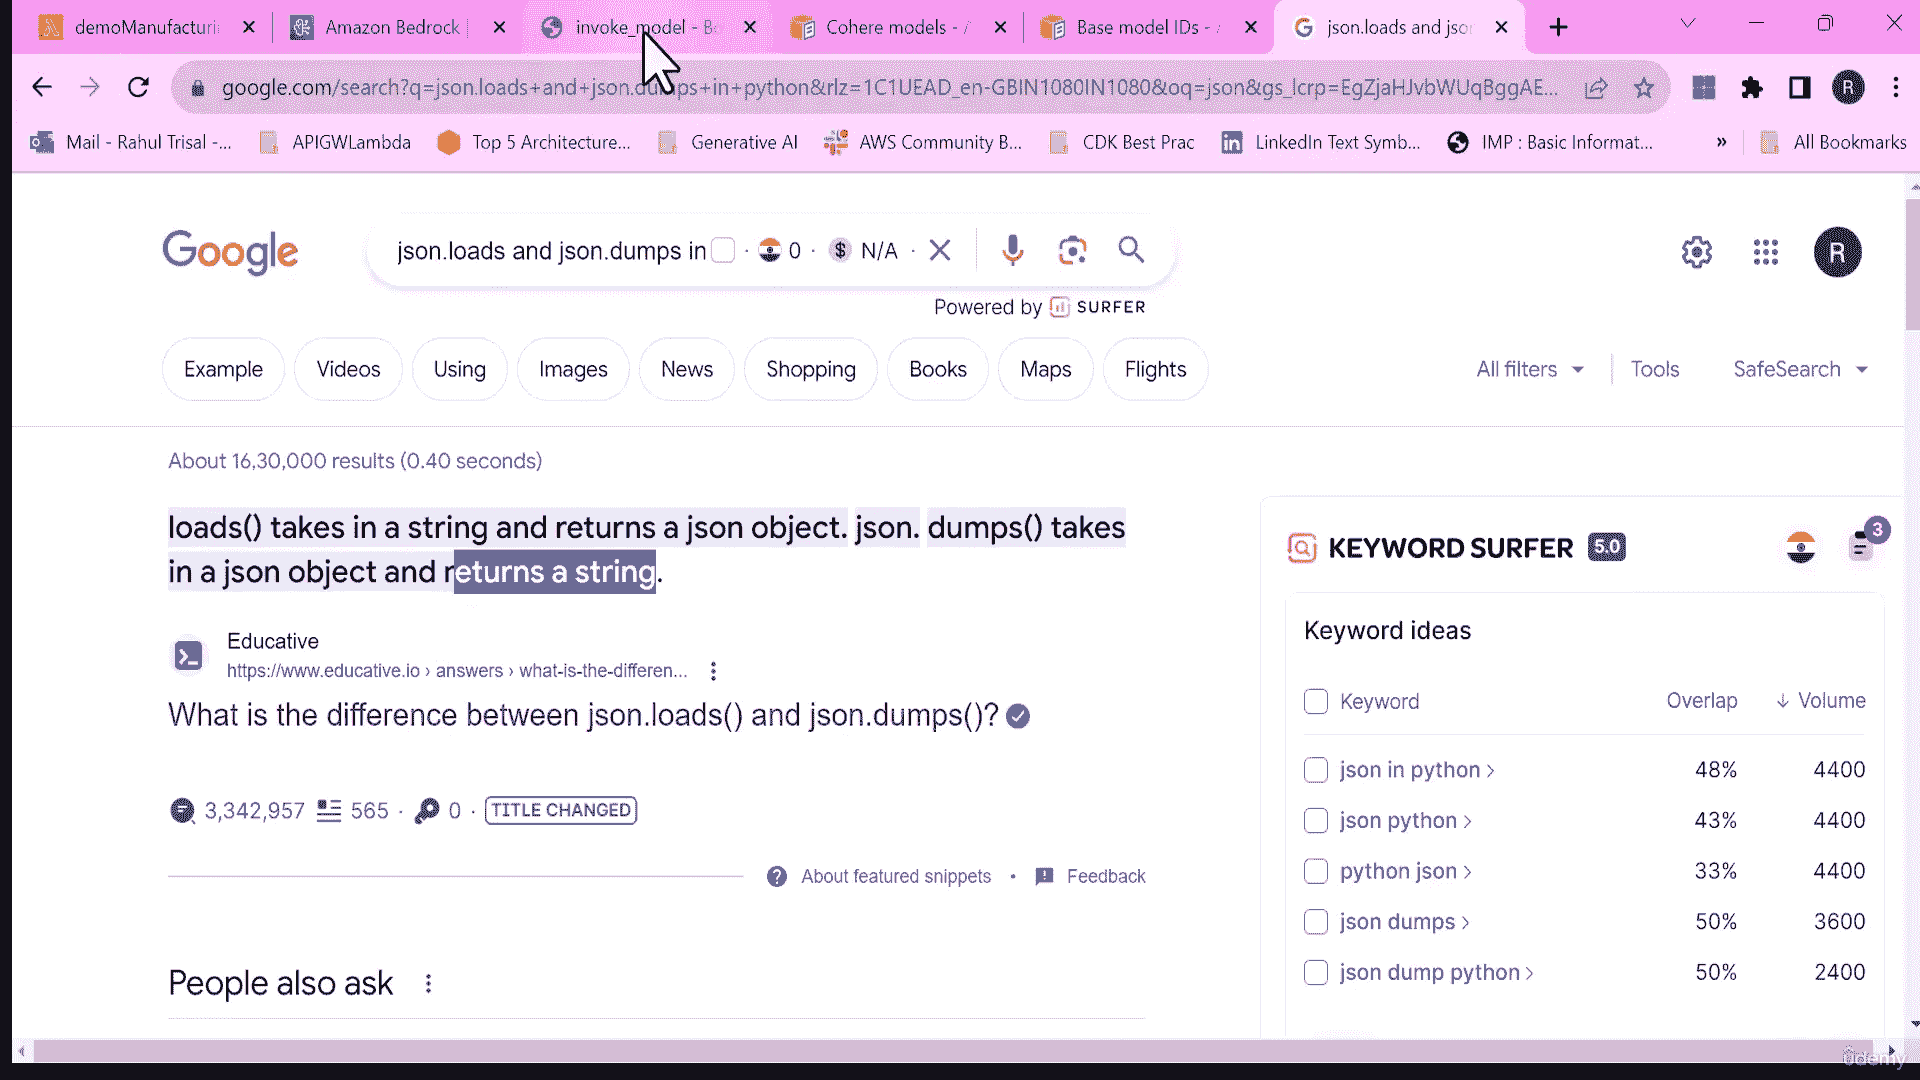 demoManufacturi
Amazon Bedrock
invoke_model - Bo
Cohere models - /
Base model IDs - /
json.loads and jso
google.com/search?q=json.loads+and+json.dumps+in+python&rlz=1C1UEAD_en-GBIN1080IN1080&oq=json&gs_lcrp=EgZjaHJvbWUqBggAE...
R
Mail - Rahul Trisal -...
APIGWLambda
Top 5 Architecture...
Generative AI
AWS Community B...
CDK Best Prac
LinkedIn Text Symb...
IMP : Basic Informat...
»
All Bookmarks
Google
json.loads and json.dumps in · 0 · $ N/A ·
R
Powered by SURFER
Example
Videos
Using
Images
News
Shopping
Books
Maps
Flights
All filters
Tools
SafeSearch
About 16,30,000 results (0.40 seconds)
loads() takes in a string and returns a json object. json. dumps() takes
in a json object and returns a string.
Educative
https://www.educative.io › answers › what-is-the-differen...
What is the difference between json.loads() and json.dumps()?
3,342,957 565 · 0 · TITLE CHANGED
About featured snippets • Feedback
People also ask
KEYWORD SURFER 5.0
3
Keyword ideas
Keyword Overlap Volume
json in python > 48% 4400
json python > 43% 4400
python json > 33% 4400
json dumps > 50% 3600
json dump python > 50% 2400
udemy